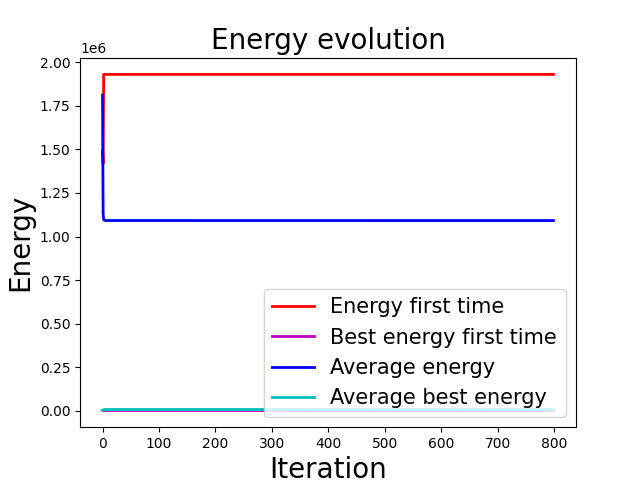 Energy evolution
1e6
2.00
1.75
1.50
1.25
1.00
0.75
0.50
0.25
0.00
Energy
Energy first time
Best energy first time
Average energy
Average best energy
0 100 200 300 400 500 600 700 800
Iteration